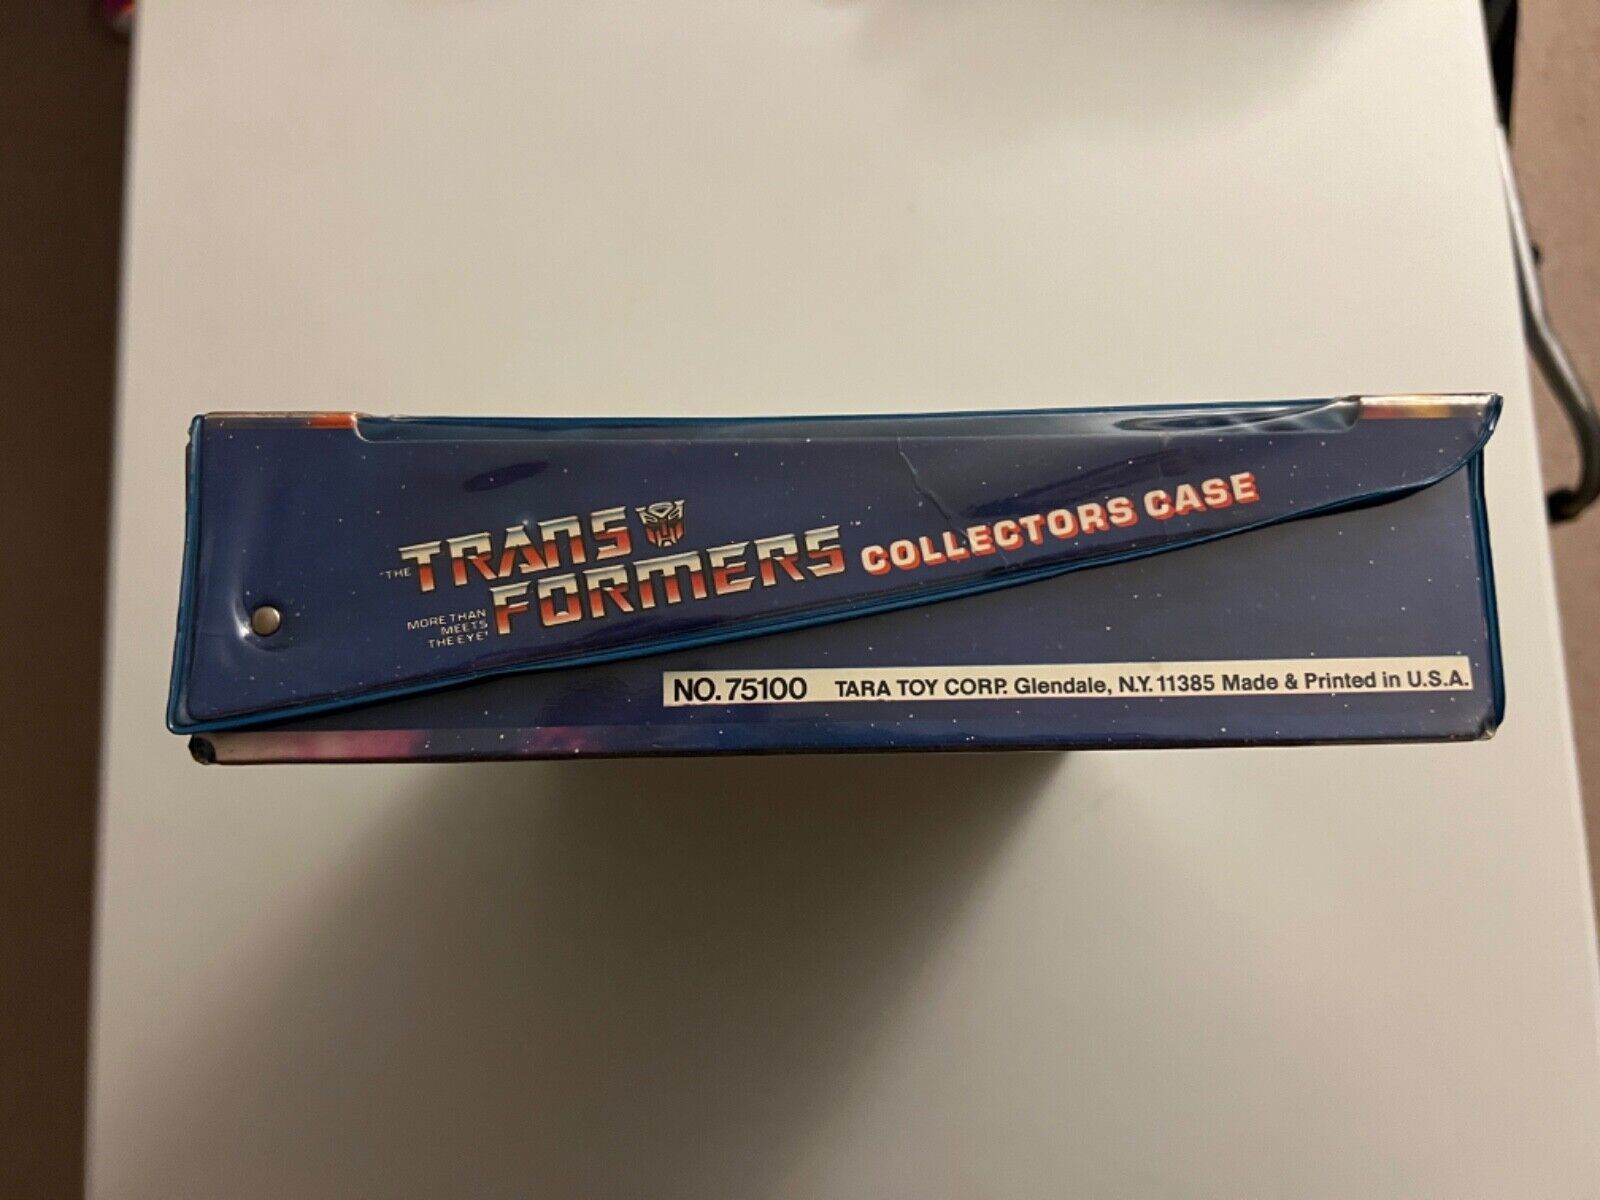 "THE TRANS
FORMERS™
MORE THAN
MEETS
THE EYE"
COLLECTORS CASE
NO. 75100 TARA TOY CORP. Glendale, N.Y. 11385 Made & Printed in U.S.A.